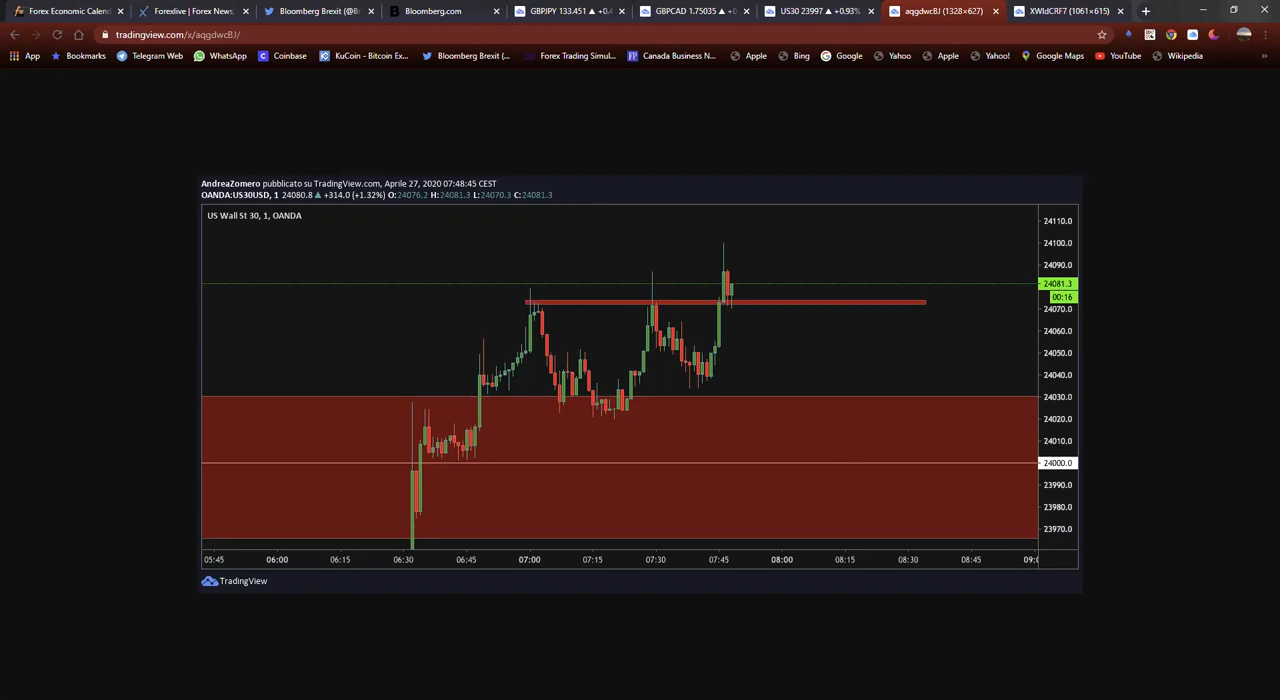 Forex Economic Calend
Forexlive | Forex News,
Bloomberg Brexit (@Br
Bloomberg.com
GBPJPY 133.451 ▲ +0.4
GBPCAD 1.75035 ▲ +0
US30 23997 ▲ +0.93%
aqgdwcBJ (1328×627)
XWIdCRF7 (1061×615)
tradingview.com/x/aqgdwcBJ/
App Bookmarks Telegram Web WhatsApp Coinbase KuCoin - Bitcoin Ex... Bloomberg Brexit (... Forex Trading Simul... Canada Business N... Apple Bing Google Yahoo Apple Yahoo! Google Maps YouTube Wikipedia »
AndreaZomero pubblicato su TradingView.com, Aprile 27, 2020 07:48:45 CEST
OANDA:US30USD, 1 24080.8 ▲ +314.0 (+1.32%) O:24076.2 H:24081.3 L:24070.3 C:24081.3
US Wall St 30, 1, OANDA
24110.0
24100.0
24090.0
24081.3
00:16
24070.0
24060.0
24050.0
24040.0
24030.0
24020.0
24010.0
24000.0
23990.0
23980.0
23970.0
05:45 06:00 06:15 06:30 06:45 07:00 07:15 07:30 07:45 08:00 08:15 08:30 08:45 09:0
TradingView